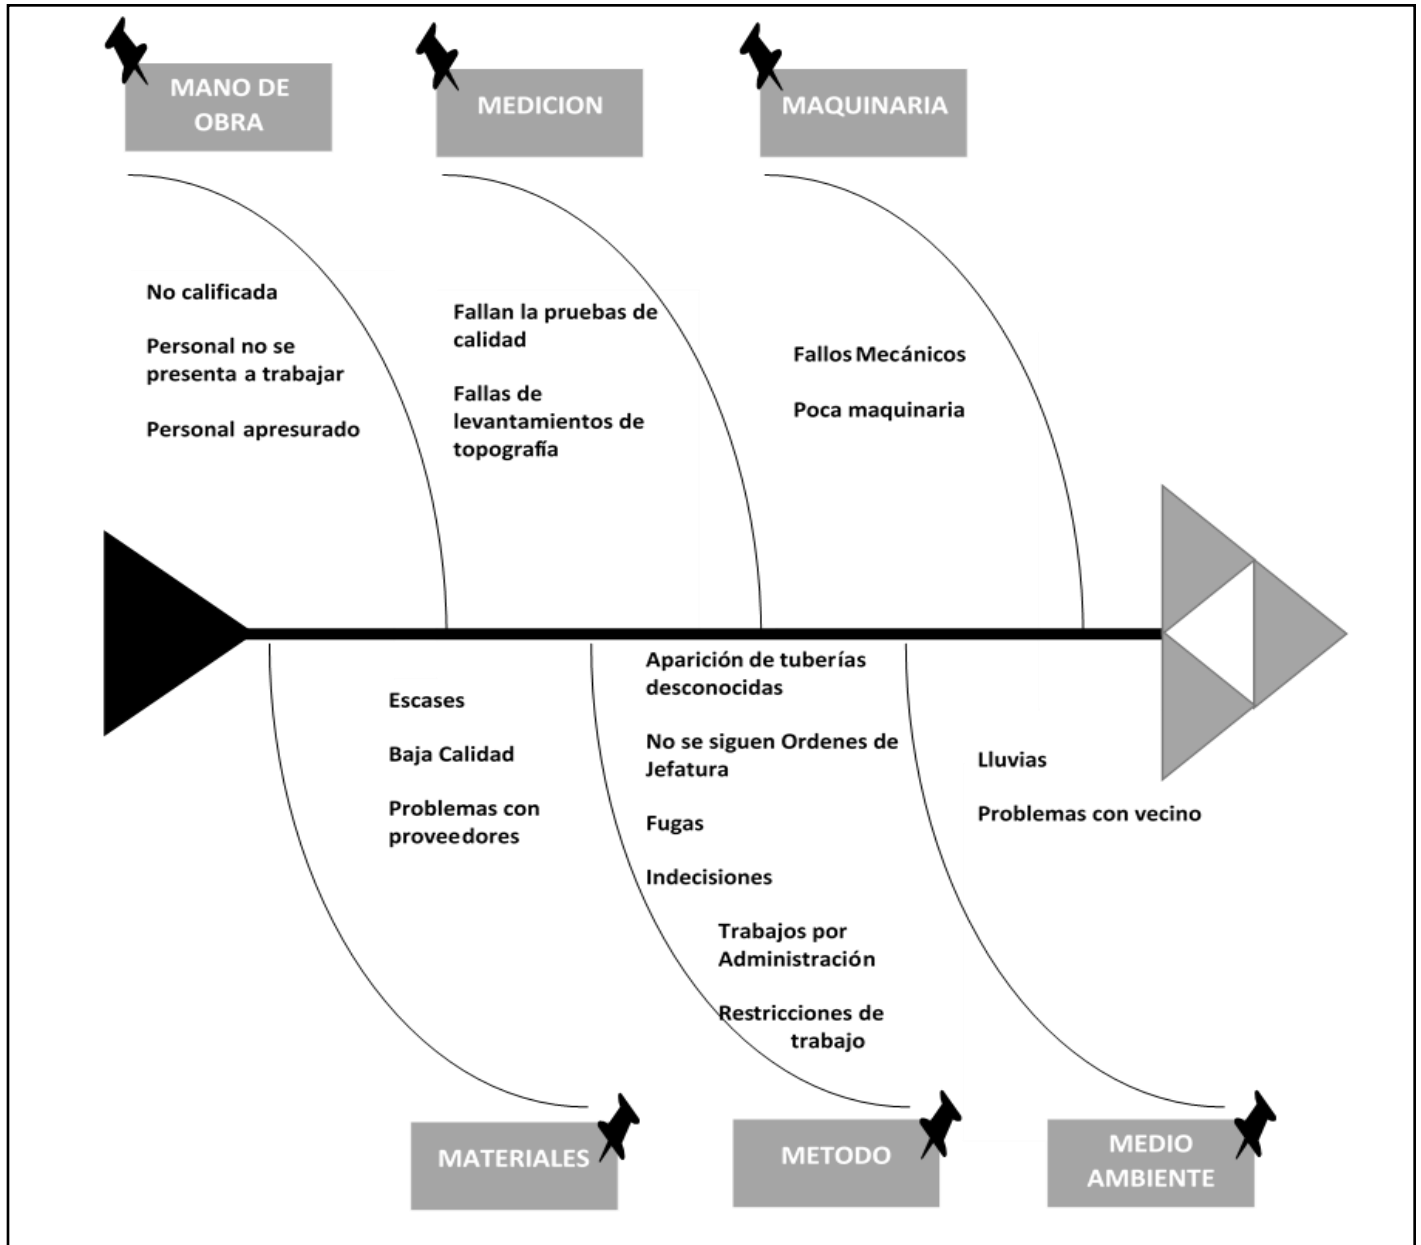 MANO DE
OBRA
MEDICION
MAQUINARIA
No calificada
Personal no se
presenta a trabajar
Personal apresurado
Fallan la pruebas de
calidad
Fallas de
levantamientos de
topografía
Fallos Mecánicos
Poca maquinaria
Escases
Baja Calidad
Problemas con
proveedores
Aparición de tuberías
desconocidas
No se siguen Ordenes de
Jefatura
Fugas
Indecisiones
Trabajos por
Administración
Restricciones de
trabajo
Lluvias
Problemas con vecino
MATERIALES
METODO
MEDIO
AMBIENTE